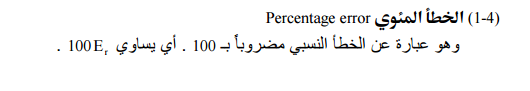 (1-4) الخطأ المئوي Percentage error
وهو عبارة عن الخطأ النسبي مضروباً بـ 100 . أي يساوي 100Eᵣ .